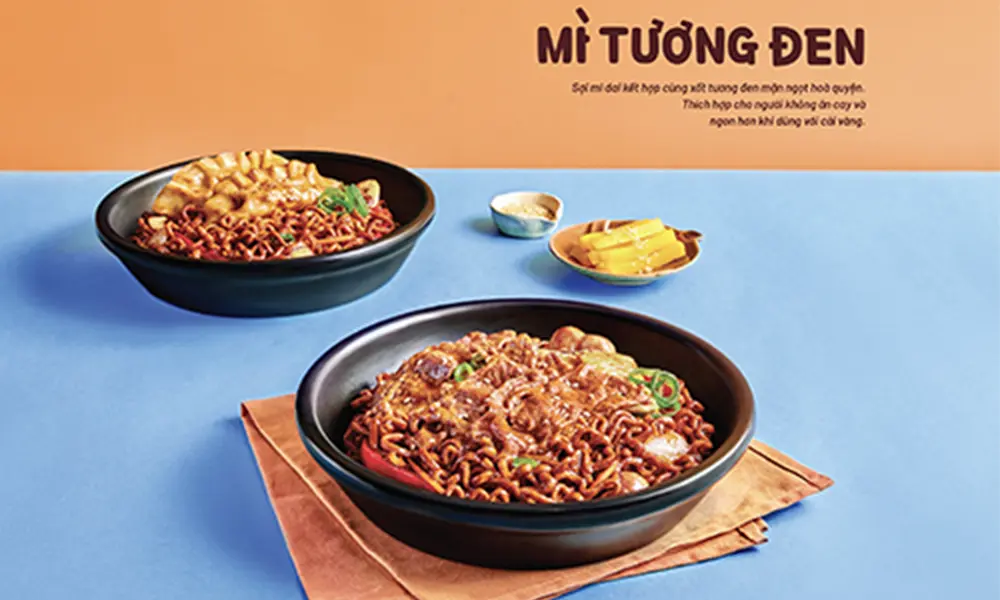 MÌ TƯƠNG ĐEN
Sợi mì dai kết hợp cùng xốt tương đen mặn ngọt hoà quyện.
Thích hợp cho người không ăn cay và
ngon hơn khi dùng với cải vàng.